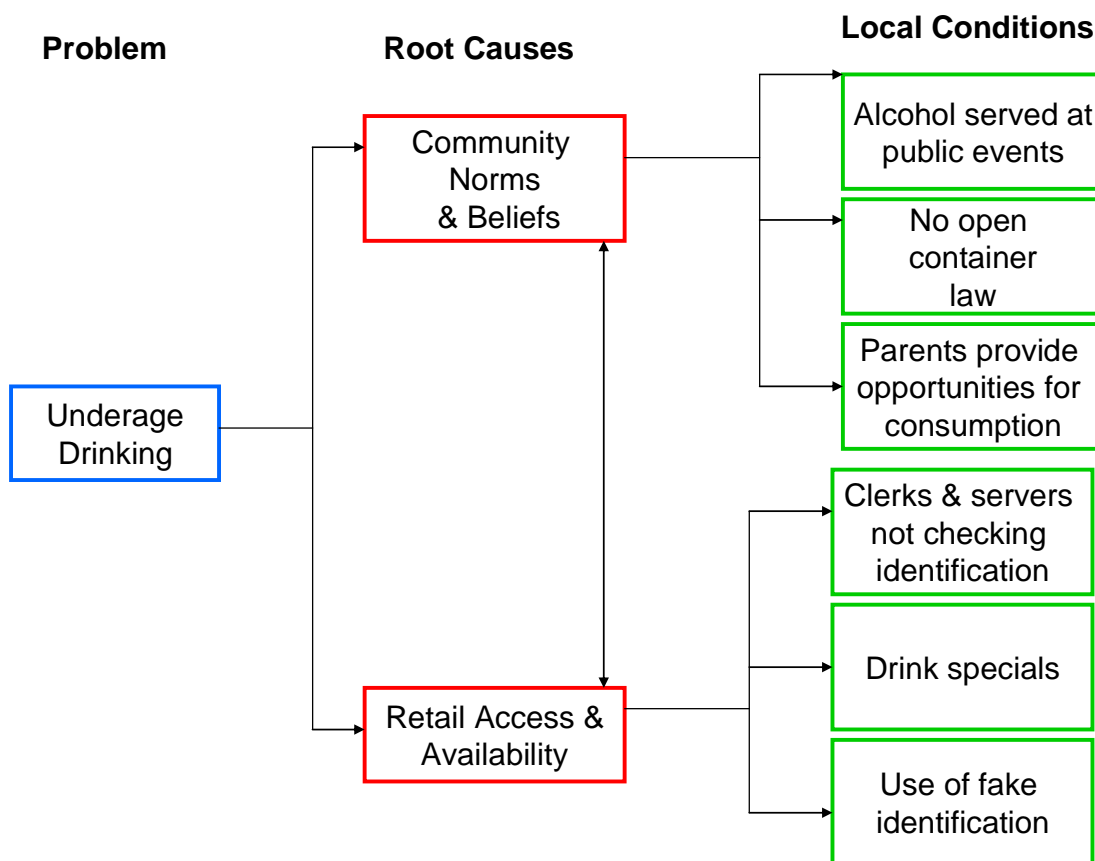 Problem
Root Causes
Local Conditions
Community
Norms
& Beliefs
Alcohol served at
public events
No open
container
law
Parents provide
opportunities for
consumption
Underage
Drinking
Clerks & servers
not checking
identification
Retail Access &
Availability
Drink specials
Use of fake
identification